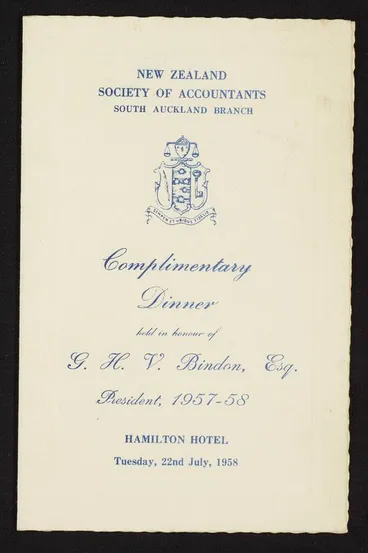 NEW ZEALAND
SOCIETY OF ACCOUNTANTS
SOUTH AUCKLAND BRANCH
Complimentary
Dinner
held in honour of
G. H. V. Bindon, Esq.
President, 1957-58
HAMILTON HOTEL
Tuesday, 22nd July, 1958